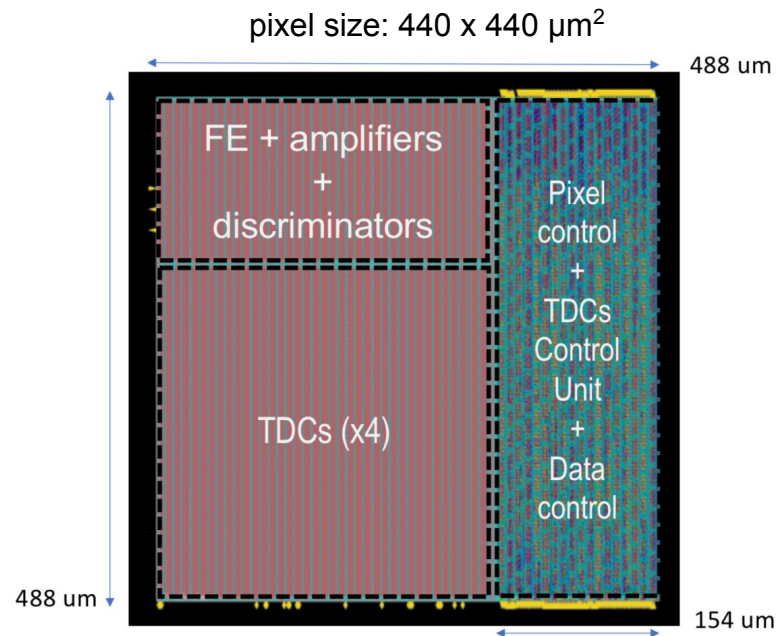 pixel size: 440 x 440 µm²
488 um
FE + amplifiers
+
discriminators
TDCs (x4)
Pixel
control
+
TDCs
Control
Unit
+
Data
control
488 um
154 um